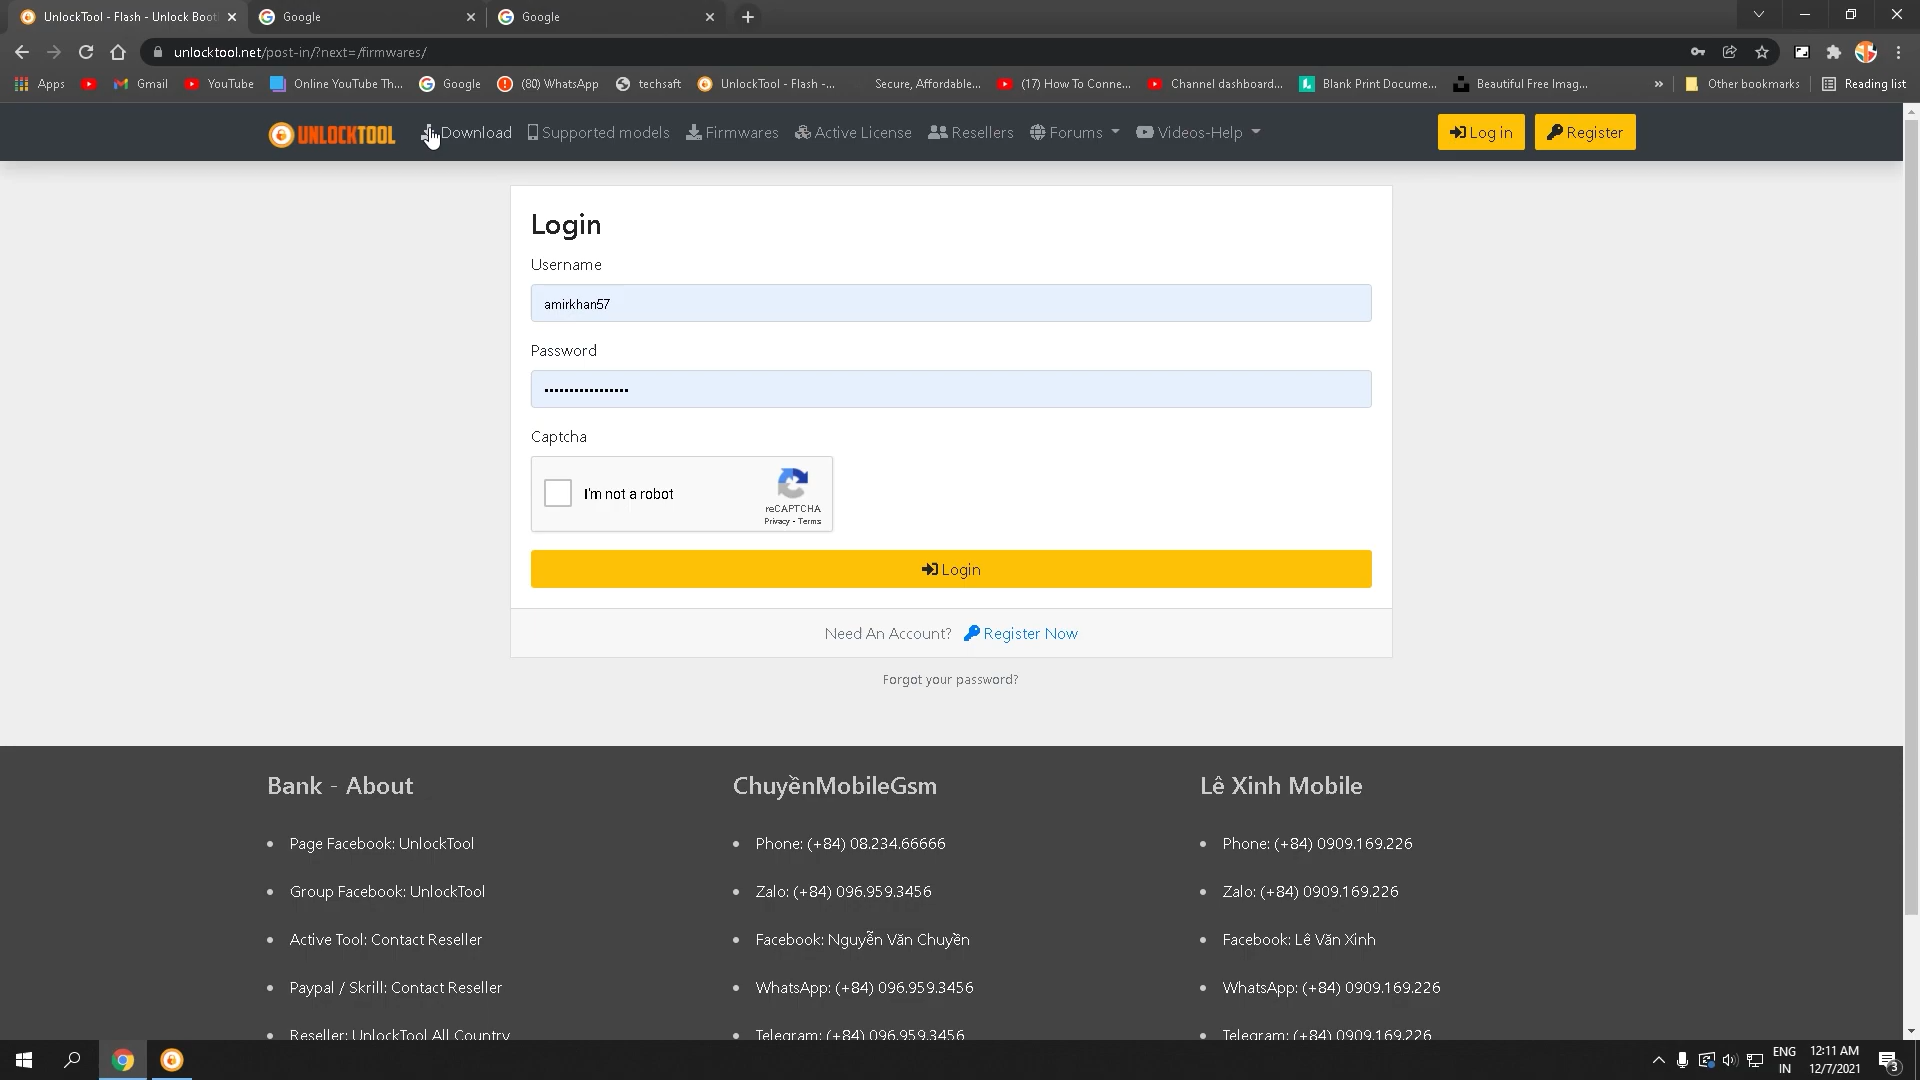 UnlockTool - Flash - Unlock Boot
Google
Google
unlocktool.net/post-in/?next=/firmwares/
Apps
Gmail
YouTube
Online YouTube Th...
Google
(80) WhatsApp
techsaft
UnlockTool - Flash -...
Secure, Affordable...
(17) How To Conne...
Channel dashboard...
Blank Print Docume...
Beautiful Free Imag...
»
Other bookmarks
Reading list
UNLOCKTOOL
Download
Supported models
Firmwares
Active License
Resellers
Forums
Videos-Help
Log in
Register
Login
Username
amirkhan57
Password
Captcha
I'm not a robot
reCAPTCHA
Privacy - Terms
Login
Need An Account? Register Now
Forgot your password?
Bank - About
Page Facebook: UnlockTool
Group Facebook: UnlockTool
Active Tool: Contact Reseller
Paypal / Skrill: Contact Reseller
Reseller: UnlockTool All Country
ChuyềnMobileGsm
Phone: (+84) 08.234.66666
Zalo: (+84) 096.959.3456
Facebook: Nguyễn Văn Chuyền
WhatsApp: (+84) 096.959.3456
Telegram: (+84) 096.959.3456
Lê Xinh Mobile
Phone: (+84) 0909.169.226
Zalo: (+84) 0909.169.226
Facebook: Lê Văn Xinh
WhatsApp: (+84) 0909.169.226
Telegram: (+84) 0909.169.226
ENG
IN
12:11 AM
12/7/2021
3